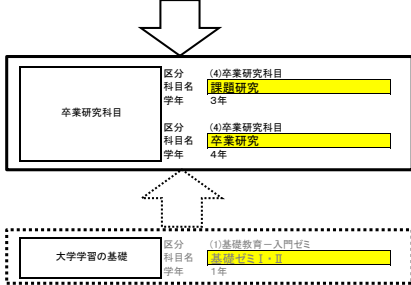 卒業研究科目
区分 (4)卒業研究科目
科目名 課題研究
学年 3年
区分 (4)卒業研究科目
科目名 卒業研究
学年 4年
大学学習の基礎
区分 (1)基礎教育－入門ゼミ
科目名 基礎ゼミⅠ・Ⅱ
学年 1年